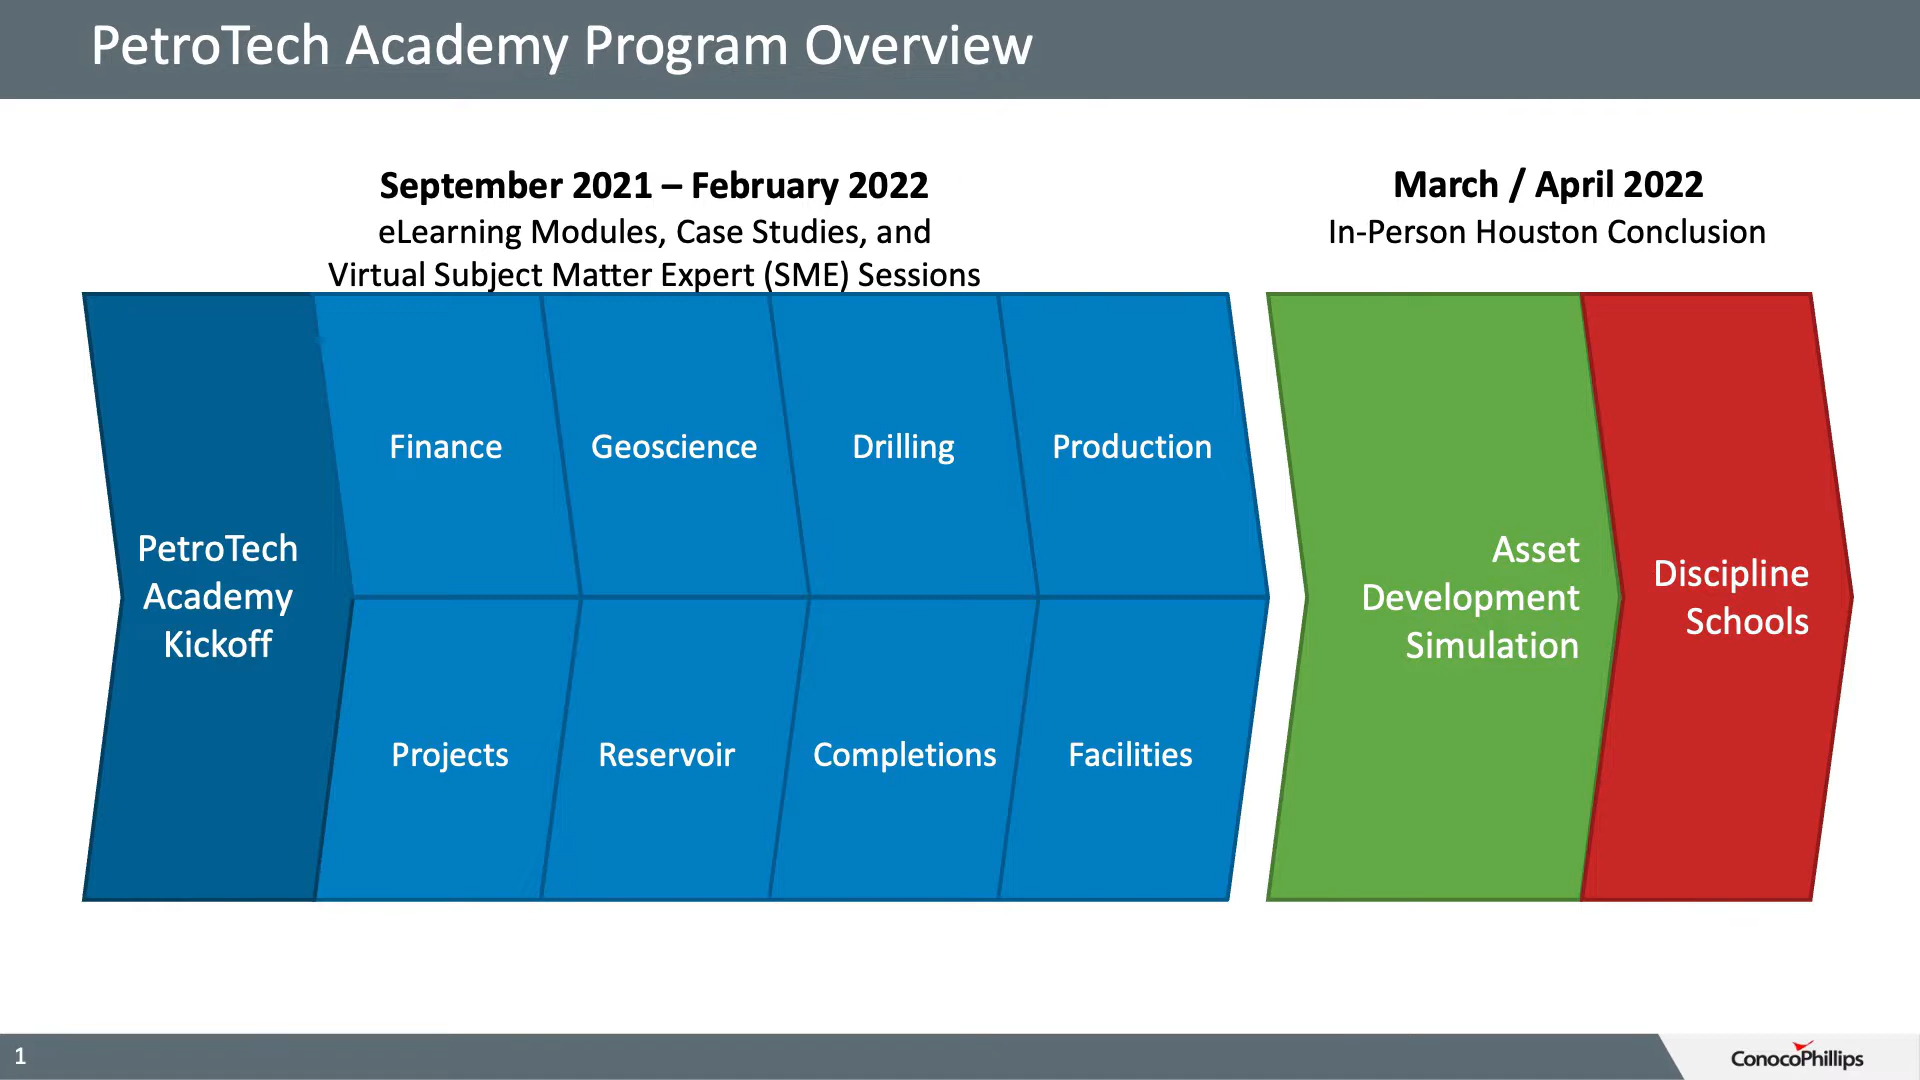 PetroTech Academy Program Overview
September 2021 – February 2022
eLearning Modules, Case Studies, and
Virtual Subject Matter Expert (SME) Sessions
March / April 2022
In-Person Houston Conclusion
PetroTech
Academy
Kickoff
Finance
Geoscience
Drilling
Production
Projects
Reservoir
Completions
Facilities
Asset
Development
Simulation
Discipline
Schools
1
ConocoPhillips